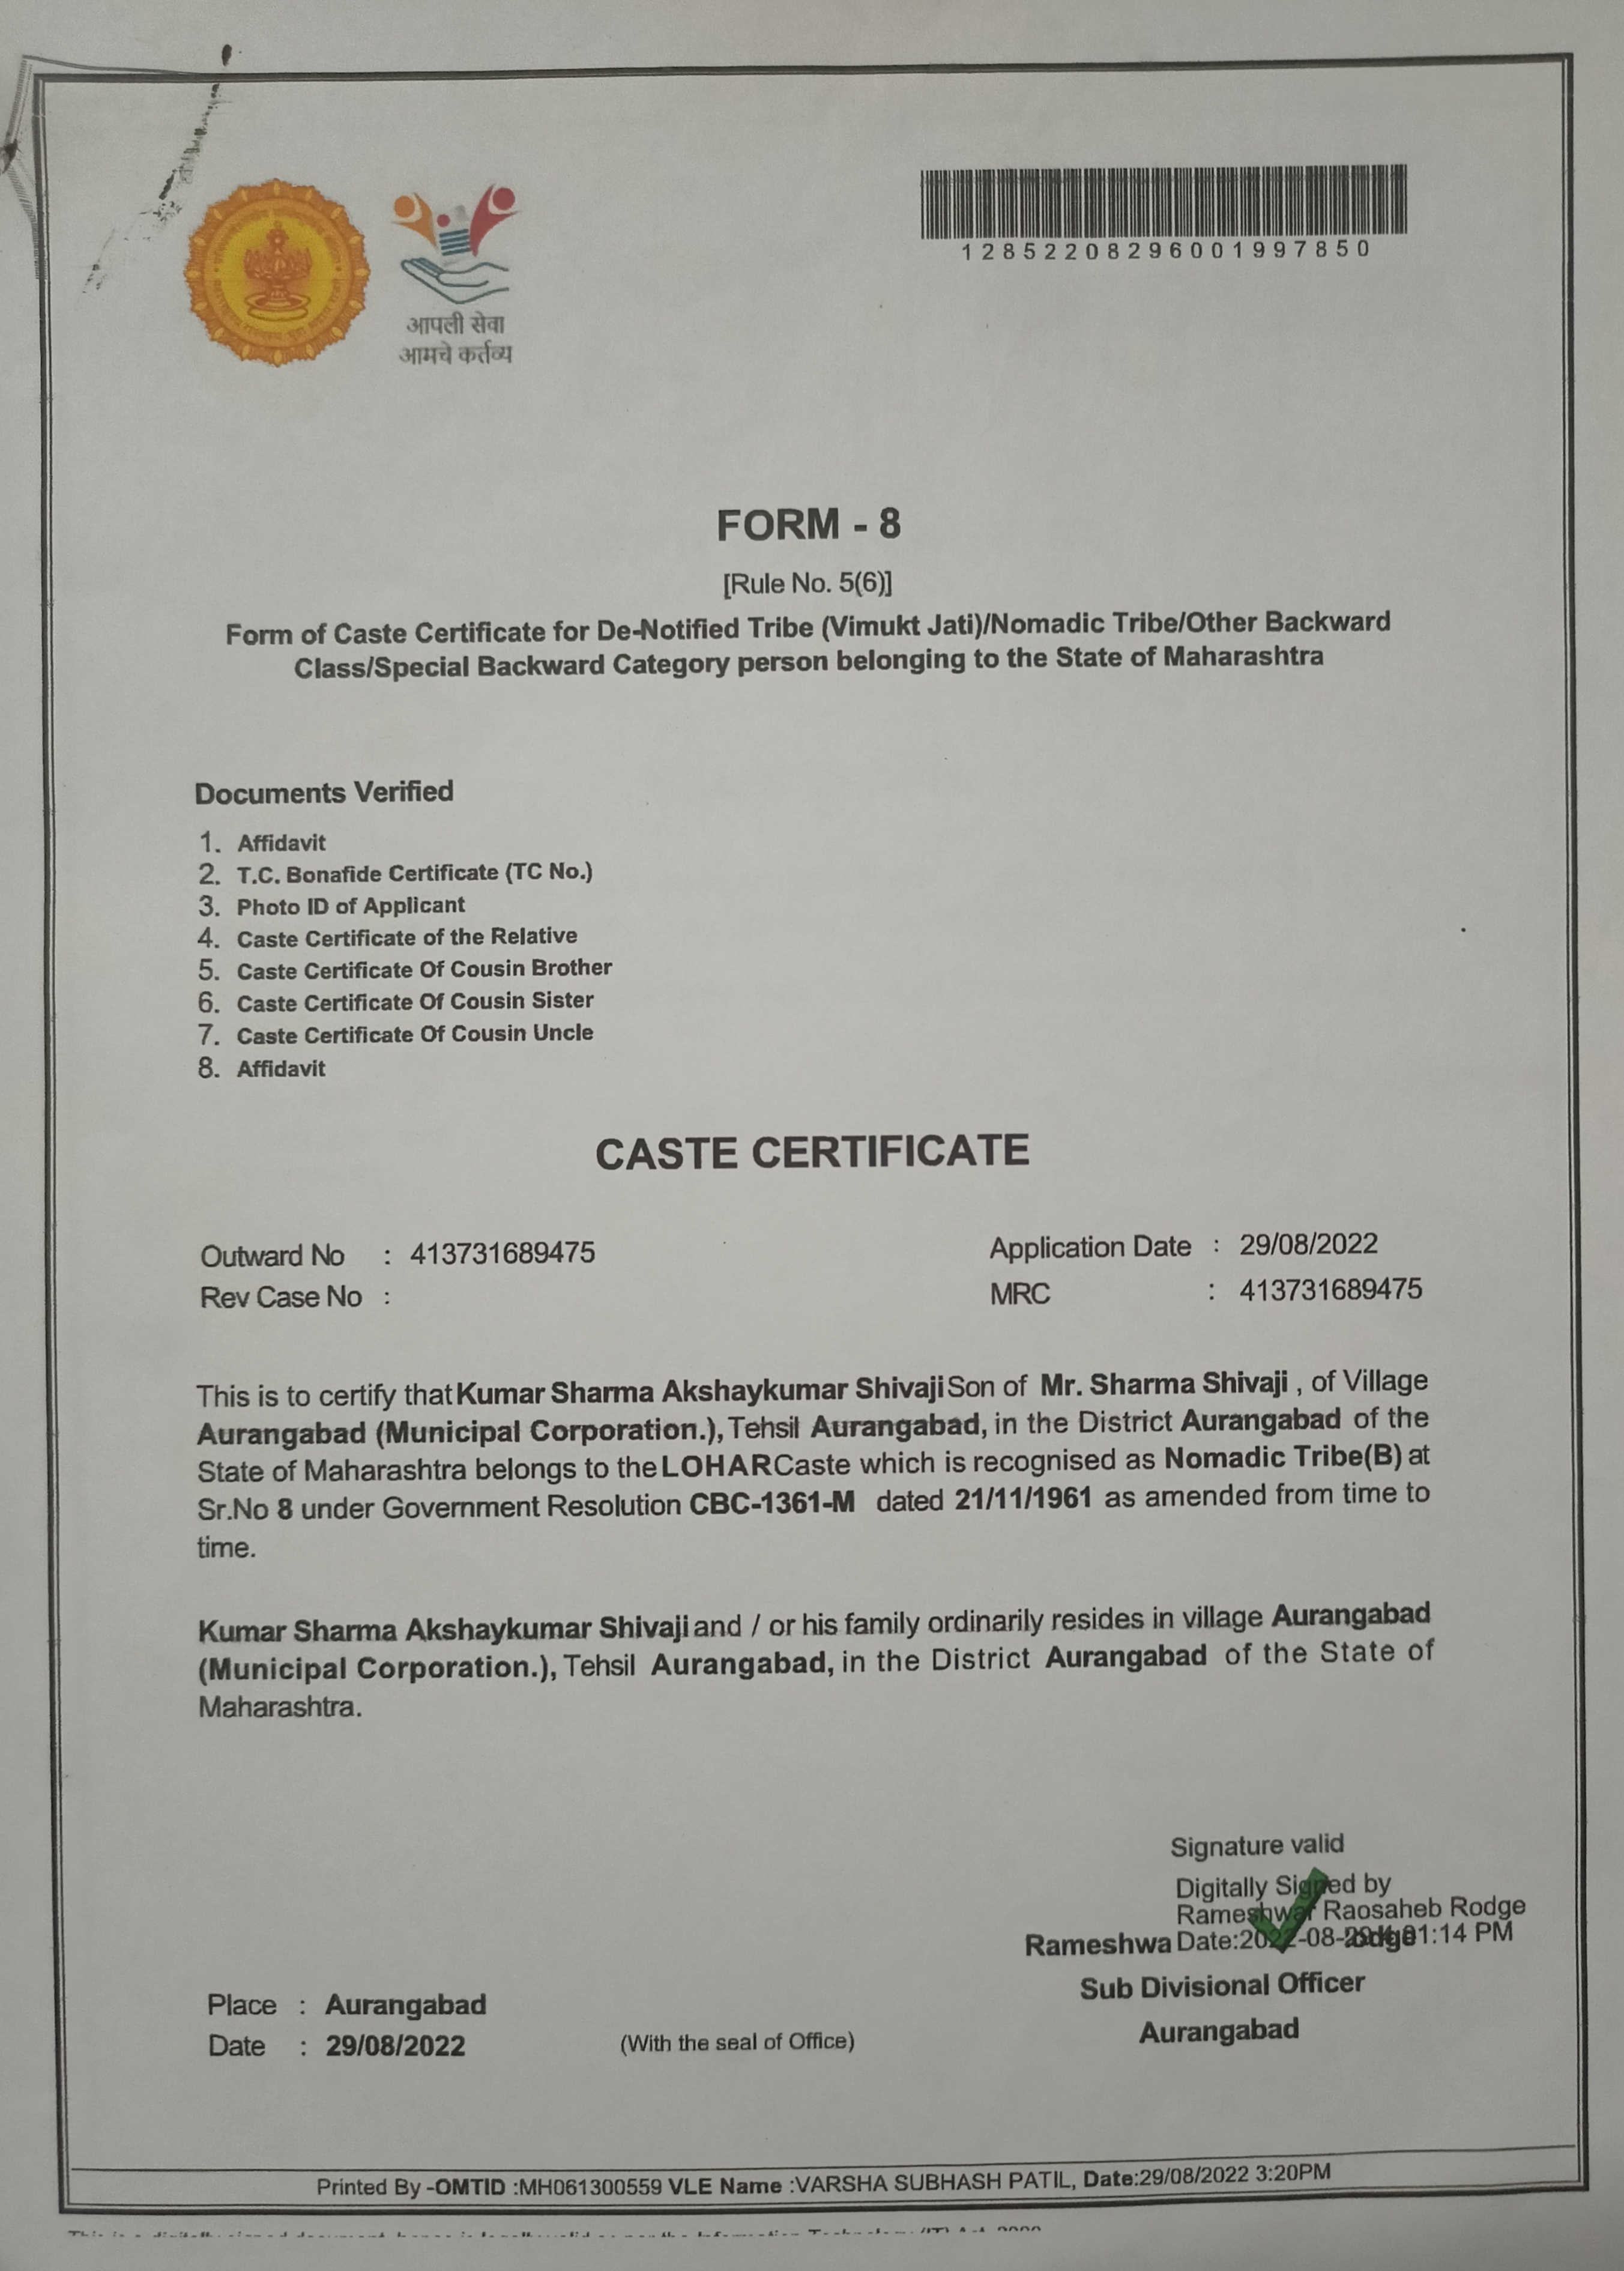 आपली सेवा
आमचे कर्तव्य
12852208296001997850
FORM - 8
[Rule No. 5(6)]
Form of Caste Certificate for De-Notified Tribe (Vimukt Jati)/Nomadic Tribe/Other Backward
Class/Special Backward Category person belonging to the State of Maharashtra
Documents Verified
1. Affidavit
2. T.C. Bonafide Certificate (TC No.)
3. Photo ID of Applicant
4. Caste Certificate of the Relative
5. Caste Certificate Of Cousin Brother
6. Caste Certificate Of Cousin Sister
7. Caste Certificate Of Cousin Uncle
8. Affidavit
CASTE CERTIFICATE
Outward No : 413731689475 Application Date : 29/08/2022
Rev Case No : MRC : 413731689475
This is to certify that Kumar Sharma Akshaykumar Shivaji Son of Mr. Sharma Shivaji , of Village
Aurangabad (Municipal Corporation.), Tehsil Aurangabad, in the District Aurangabad of the
State of Maharashtra belongs to the LOHAR Caste which is recognised as Nomadic Tribe(B) at
Sr.No 8 under Government Resolution CBC-1361-M dated 21/11/1961 as amended from time to
time.
Kumar Sharma Akshaykumar Shivaji and / or his family ordinarily resides in village Aurangabad
(Municipal Corporation.), Tehsil Aurangabad, in the District Aurangabad of the State of
Maharashtra.
Signature valid
Digitally Signed by
Rameshwar Raosaheb Rodge
Rameshwa Date:2022-08- 1:14 PM
Sub Divisional Officer
Aurangabad
Place : Aurangabad
Date : 29/08/2022 (With the seal of Office)
Printed By -OMTID :MH061300559 VLE Name :VARSHA SUBHASH PATIL, Date:29/08/2022 3:20PM